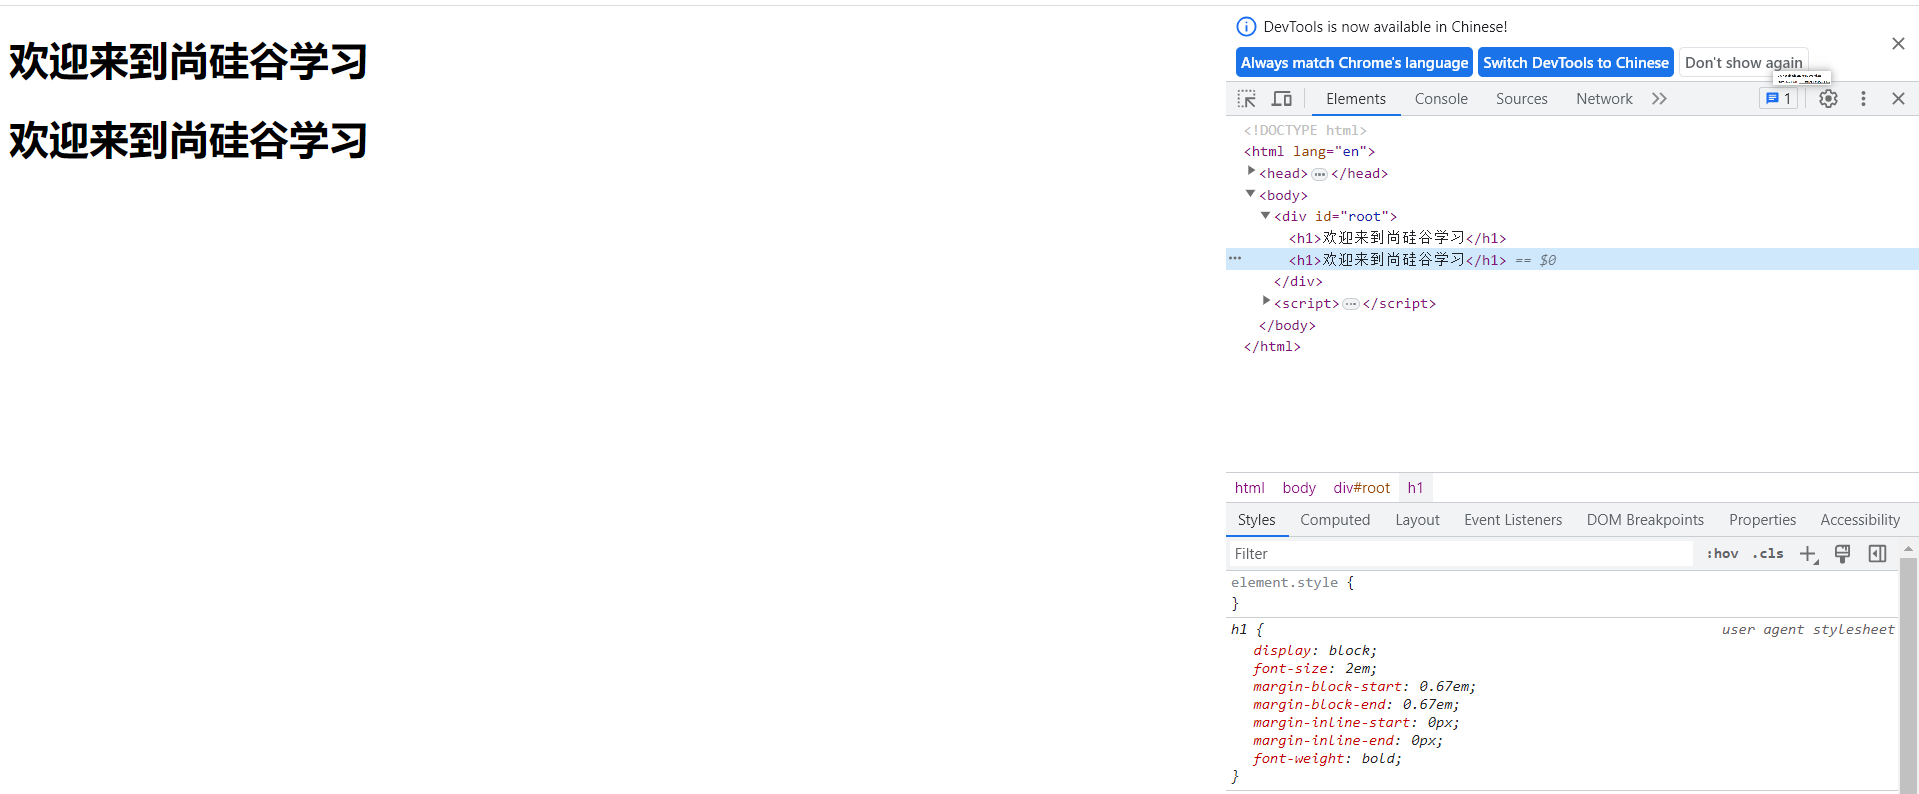 欢迎来到尚硅谷学习
欢迎来到尚硅谷学习
DevTools is now available in Chinese!
Always match Chrome's language Switch DevTools to Chinese Don't show again
Elements Console Sources Network 1
<!DOCTYPE html>
<html lang="en">
<head> </head>
<body>
<div id="root">
<h1>欢迎来到尚硅谷学习</h1>
<h1>欢迎来到尚硅谷学习</h1> == $0
</div>
<script> </script>
</body>
</html>
html body div#root h1
Styles Computed Layout Event Listeners DOM Breakpoints Properties Accessibility
Filter :hov .cls
element.style {
}
h1 { user agent stylesheet
display: block;
font-size: 2em;
margin-block-start: 0.67em;
margin-block-end: 0.67em;
margin-inline-start: 0px;
margin-inline-end: 0px;
font-weight: bold;
}